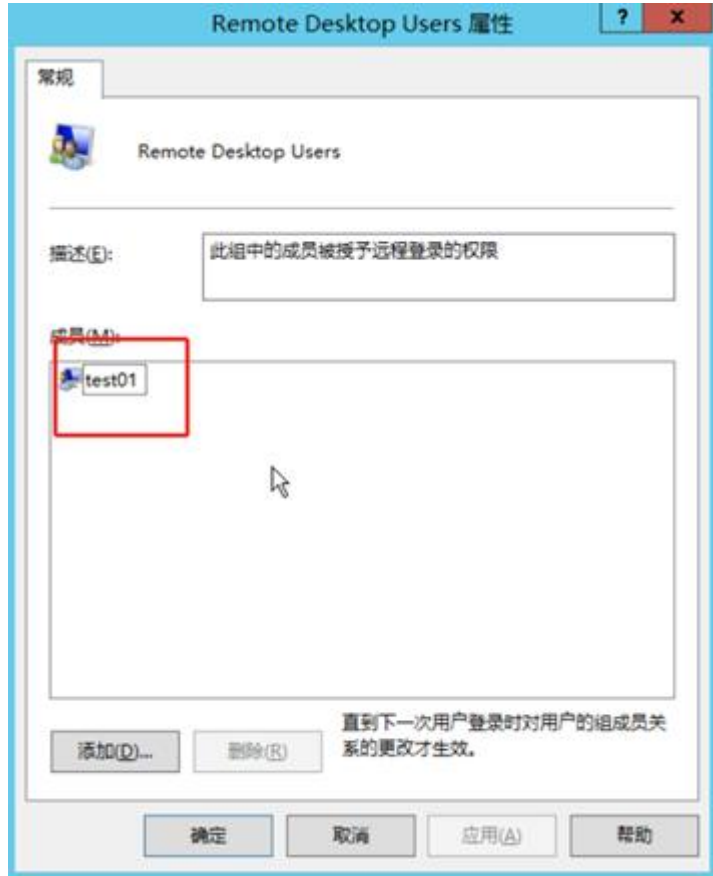 Remote Desktop Users 属性
? x
常规
Remote Desktop Users
描述(E):
此组中的成员被授予远程登录的权限
成员(M):
test01
添加(D)...
删除(R)
直到下一次用户登录时对用户的组成员关
系的更改才生效。
确定
取消
应用(A)
帮助